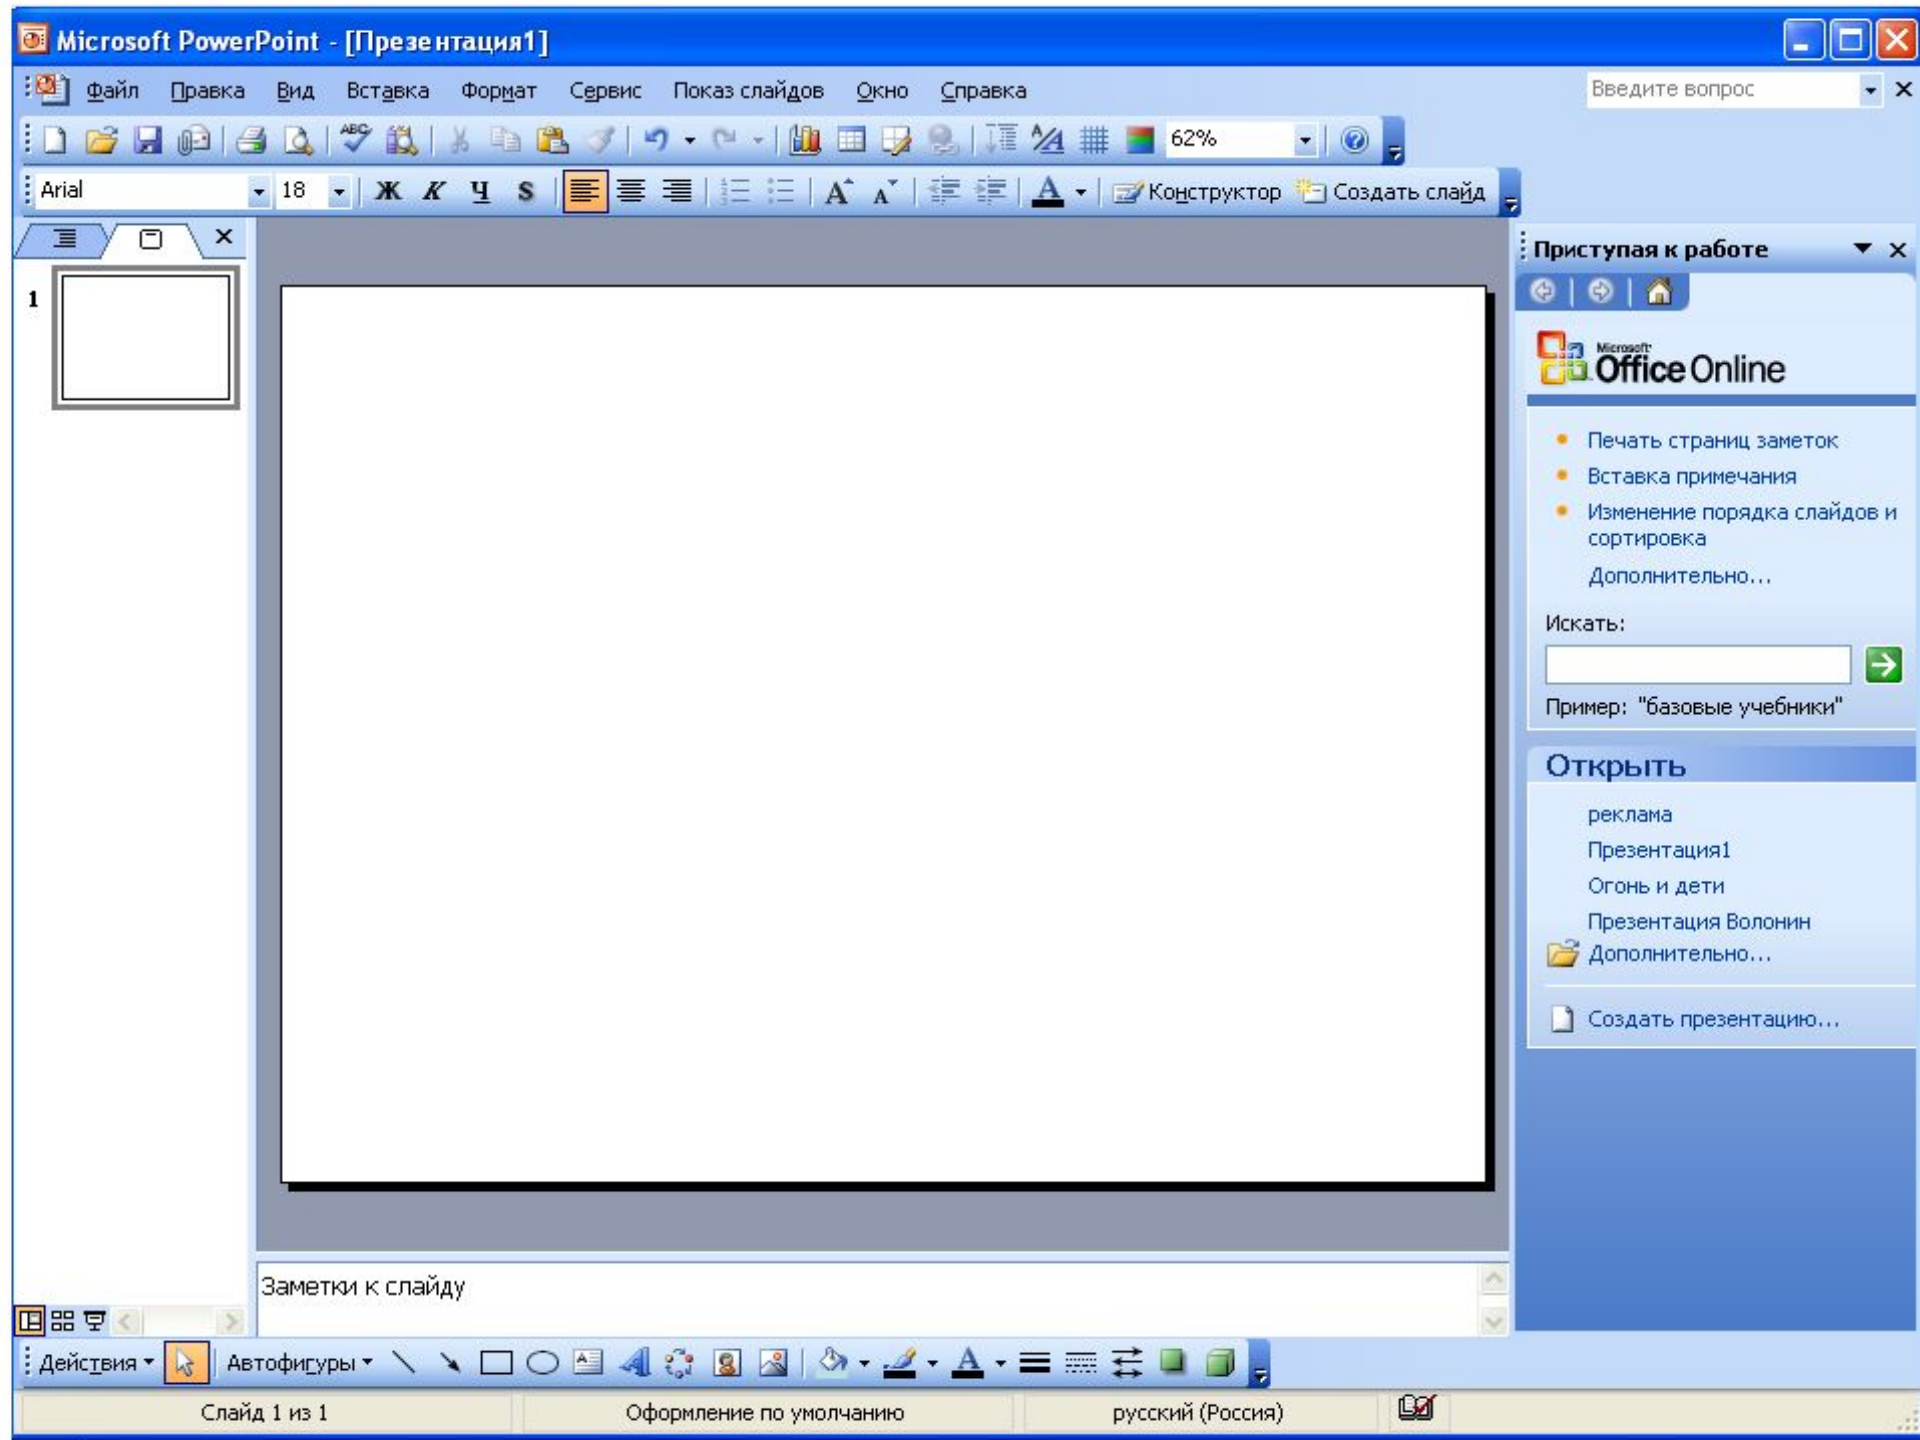 Microsoft PowerPoint - [Презентация1]
Файл Правка Вид Вставка Формат Сервис Показ слайдов Окно Справка Введите вопрос
ABC 62%
Arial 18 Ж К Ч S А А А Конструктор Создать слайд
Приступая к работе
1
Microsoft
Office Online
Печать страниц заметок
Вставка примечания
Изменение порядка слайдов и
сортировка
Дополнительно...
Искать:
Пример: "базовые учебники"
Открыть
реклама
Презентация1
Огонь и дети
Презентация Волонин
Дополнительно...
Создать презентацию...
Заметки к слайду
Действия Автофигуры
Слайд 1 из 1 Оформление по умолчанию русский (Россия)